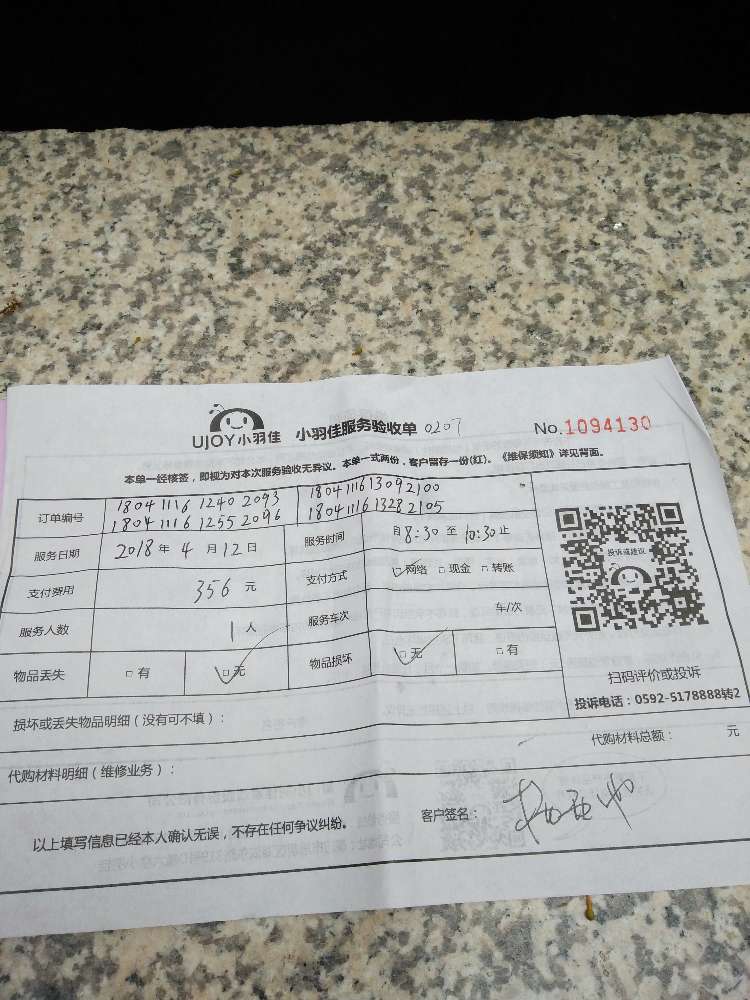 UJOY小羽佳 小羽佳服务验收单 0207 No.1094130
本单一经核签，即视为对本次服务验收无异议。本单一式两份，客户留存一份(红)。《维保须知》详见背面。
订单编号 1804111612402093 1804111613092100
1804111612552096 1804111613282105
服务日期 2018年4月12日 服务时间 自8:30至10:30止
支付费用 356元 支付方式 □网络 □现金 □转账
服务人数 1人 服务车次 车/次
物品丢失 □有 □无 物品损坏 □无 □有
投诉或建议
扫码评价或投诉
投诉电话：0592-5178888转2
损坏或丢失物品明细（没有可不填）：
代购材料明细（维修业务）： 代购材料总额： 元
以上填写信息已经本人确认无误，不存在任何争议纠纷。 客户签名：